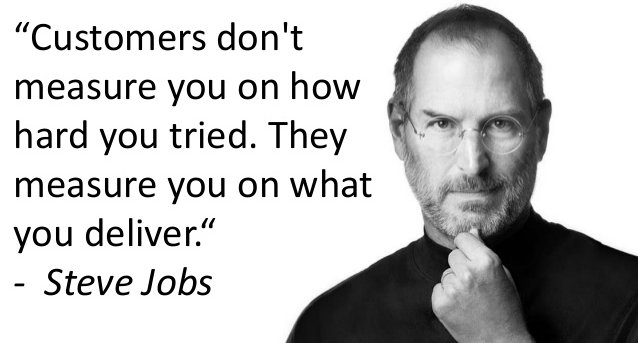 “Customers don't
measure you on how
hard you tried. They
measure you on what
you deliver.“
- Steve Jobs